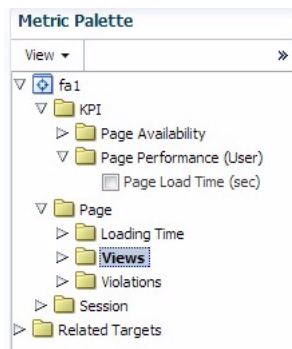 Metric Palette
View
»
fa1
KPI
Page Availability
Page Performance (User)
Page Load Time (sec)
Page
Loading Time
Views
Violations
Session
Related Targets